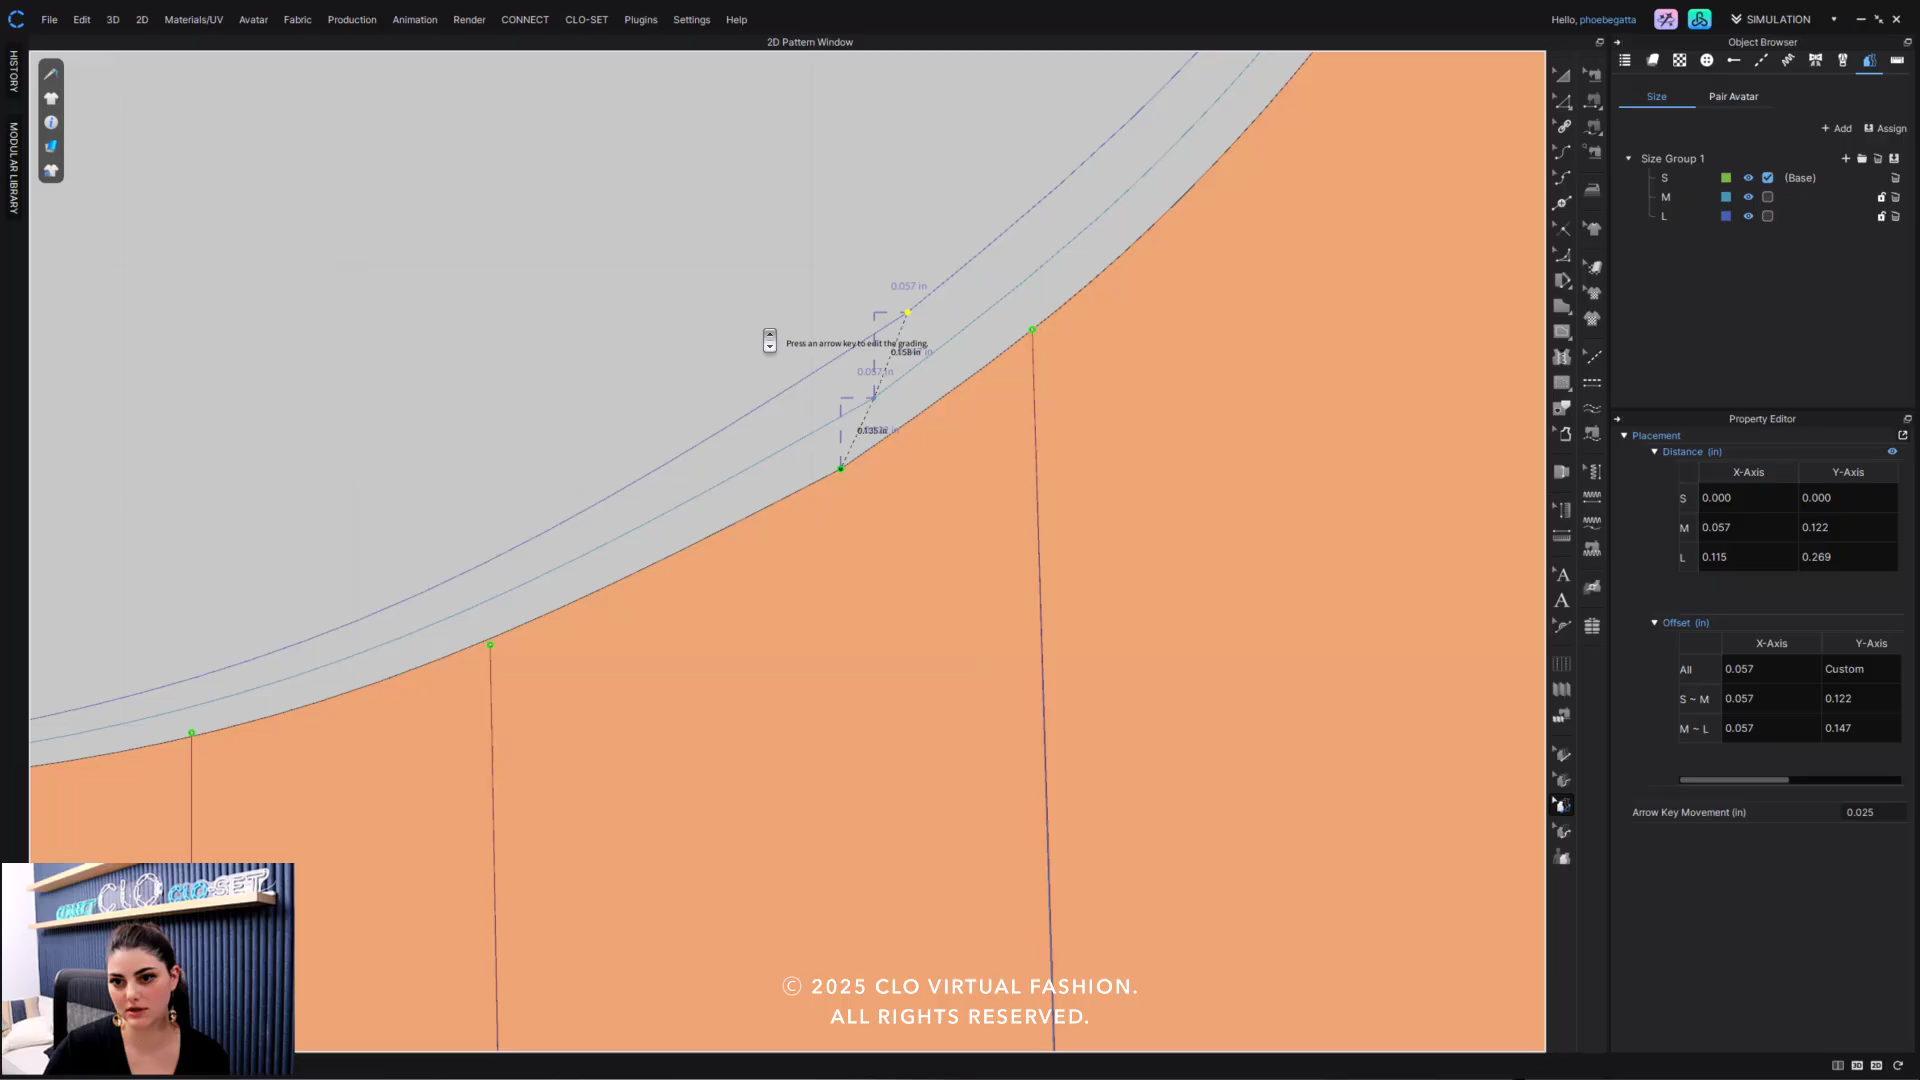 File Edit 3D 2D Materials/UV Avatar Fabric Production Animation Render CONNECT CLO-SET Plugins Settings Help
Hello, phoebegatta
SIMULATION
2D Pattern Window
Object Browser
HISTORY
MODULAR LIBRARY
Size Pair Avatar
+ Add Assign
Size Group 1
S (Base)
M
L
0.057 in
Press an arrow key to edit the grading.
0.158 in
0.057 in
0.135 in
Property Editor
Placement
Distance (in)
X-Axis Y-Axis
S 0.000 0.000
M 0.057 0.122
L 0.115 0.269
Offset (in)
X-Axis Y-Axis
All 0.057 Custom
S ~ M 0.057 0.122
M ~ L 0.057 0.147
Arrow Key Movement (in) 0.025
CLO CLO-SET
© 2025 CLO VIRTUAL FASHION.
ALL RIGHTS RESERVED.